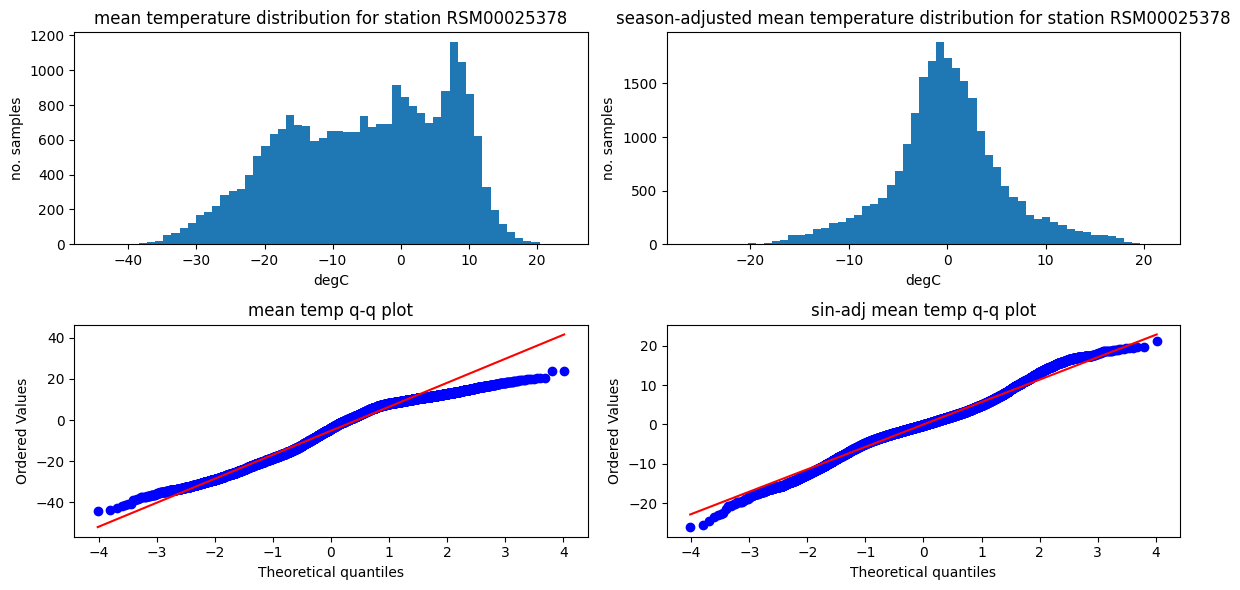 mean temperature distribution for station RSM00025378
no. samples
1200
1000
800
600
400
200
0
−40 −30 −20 −10 0 10 20
degC
season-adjusted mean temperature distribution for station RSM00025378
no. samples
1500
1000
500
0
−20 −10 0 10 20
degC
mean temp q-q plot
Ordered Values
40
20
0
−20
−40
−4 −3 −2 −1 0 1 2 3 4
Theoretical quantiles
sin-adj mean temp q-q plot
Ordered Values
20
10
0
−10
−20
−4 −3 −2 −1 0 1 2 3 4
Theoretical quantiles